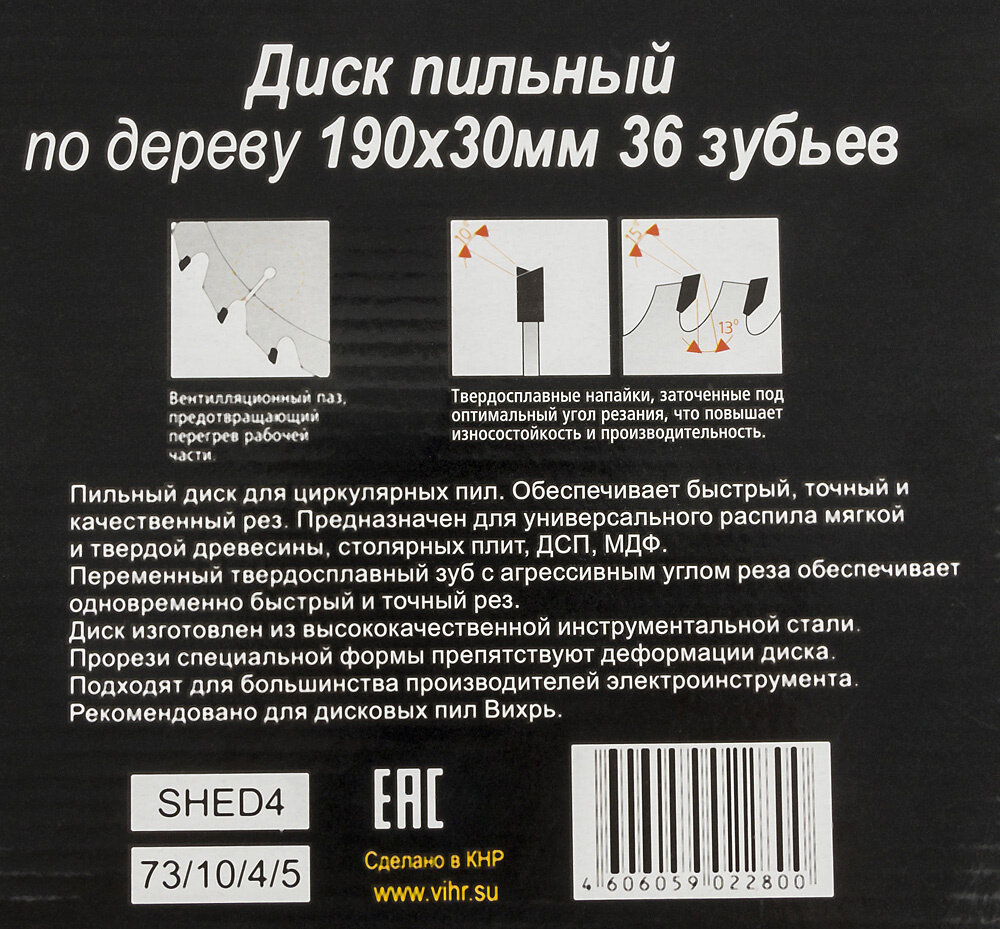 Диск пильный
по дереву 190х30мм 36 зубьев
10°
15°
13°
Вентилляционный паз,
предотвращающий
перегрев рабочей
части.
Твердосплавные напайки, заточенные под
оптимальный угол резания, что повышает
износостойкость и производительность.
Пильный диск для циркулярных пил. Обеспечивает быстрый, точный и
качественный рез. Предназначен для универсального распила мягкой
и твердой древесины, столярных плит, ДСП, МДФ.
Переменный твердосплавный зуб с агрессивным углом реза обеспечивает
одновременно быстрый и точный рез.
Диск изготовлен из высококачественной инструментальной стали.
Прорези специальной формы препятствуют деформации диска.
Подходят для большинства производителей электроинструмента.
Рекомендовано для дисковых пил Вихрь.
SHED4
73/10/4/5
EAC
Сделано в КНР
www.vihr.su
4 606059 022800